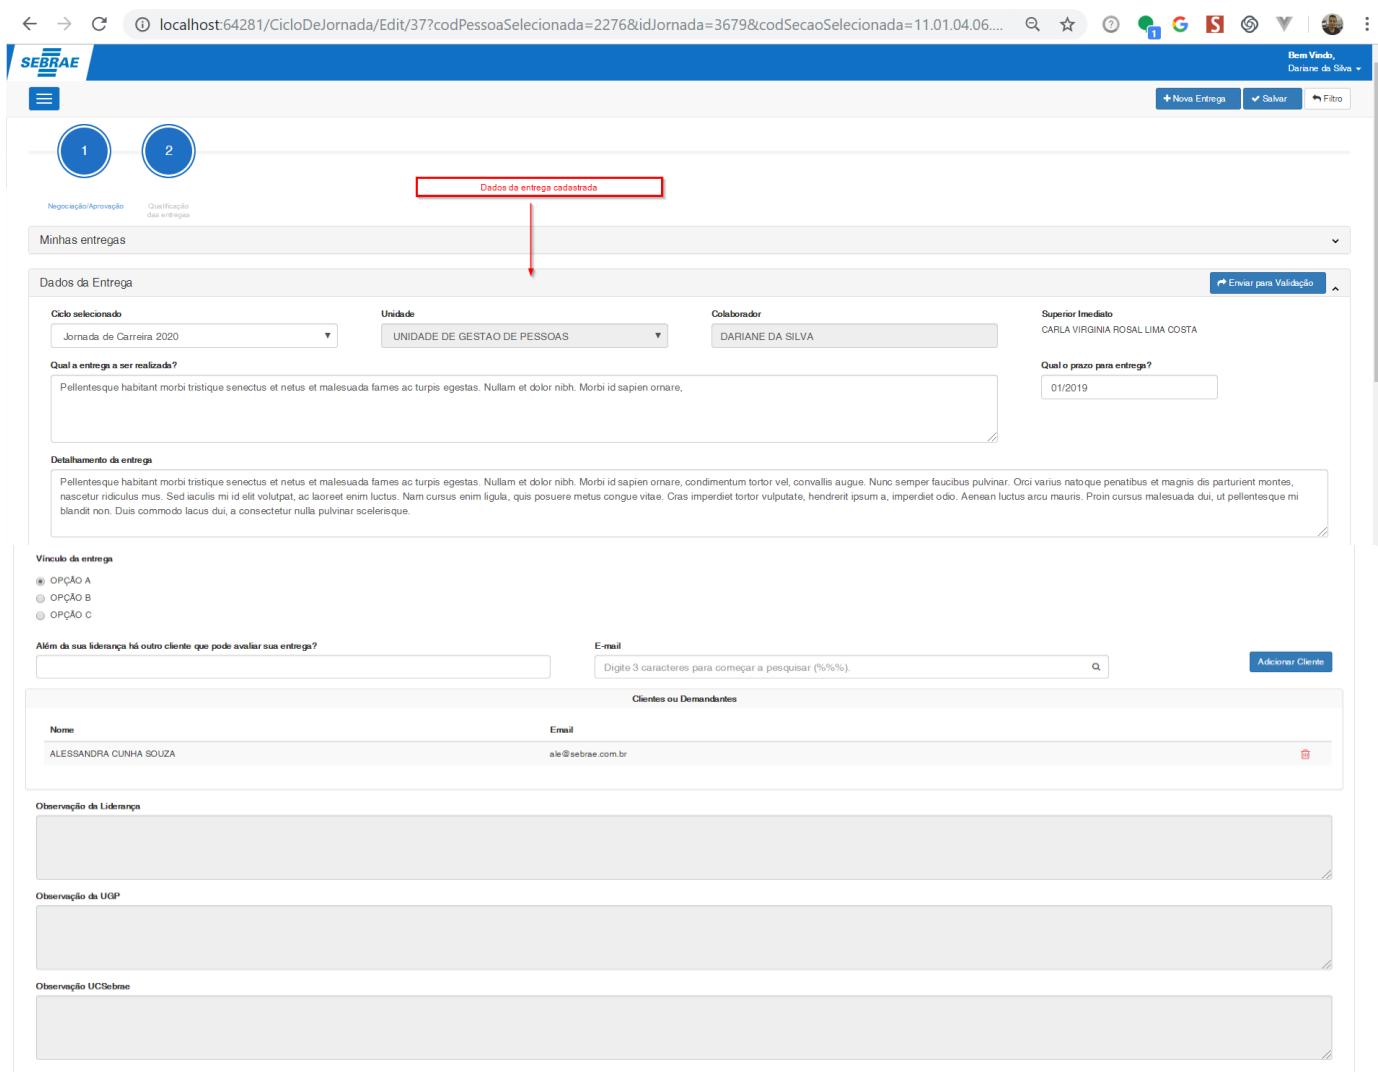 localhost:64281/CicloDeJornada/Edit/37?codPessoaSelecionada=2276&idJornada=3679&codSecaoSelecionada=11.01.04.06....
1
SEBRAE
Bem Vindo,
Dariane da Silva
Nova Entrega
Salvar
Filtro
1
2
Negociação/Aprovação
Qualificação
das entregas
Dados da entrega cadastrada
Minhas entregas
Dados da Entrega
Enviar para Validação
Ciclo selecionado
Unidade
Colaborador
Superior Imediato
Jornada de Carreira 2020
UNIDADE DE GESTAO DE PESSOAS
DARIANE DA SILVA
CARLA VIRGINIA ROSAL LIMA COSTA
Qual a entrega a ser realizada?
Qual o prazo para entrega?
Pellentesque habitant morbi tristique senectus et netus et malesuada fames ac turpis egestas. Nullam et dolor nibh. Morbi id sapien ornare,
01/2019
Detalhamento da entrega
Pellentesque habitant morbi tristique senectus et netus et malesuada fames ac turpis egestas. Nullam et dolor nibh. Morbi id sapien ornare, condimentum tortor vel, convallis augue. Nunc semper faucibus pulvinar. Orci varius natoque penatibus et magnis dis parturient montes,
nascetur ridiculus mus. Sed iaculis mi id elit volutpat, ac laoreet enim luctus. Nam cursus enim ligula, quis posuere metus congue vitae. Cras imperdiet tortor vulputate, hendrerit ipsum a, imperdiet odio. Aenean luctus arcu mauris. Proin cursus malesuada dui, ut pellentesque mi
blandit non. Duis commodo lacus dui, a consectetur nulla pulvinar scelerisque.
Vínculo da entrega
OPÇÃO A
OPÇÃO B
OPÇÃO C
Além da sua liderança há outro cliente que pode avaliar sua entrega?
E-mail
Digite 3 caracteres para começar a pesquisar (%%%).
Adicionar Cliente
Clientes ou Demandantes
Nome
Email
ALESSANDRA CUNHA SOUZA
ale@sebrae.com.br
Observação da Liderança
Observação da UGP
Observação UCSebrae